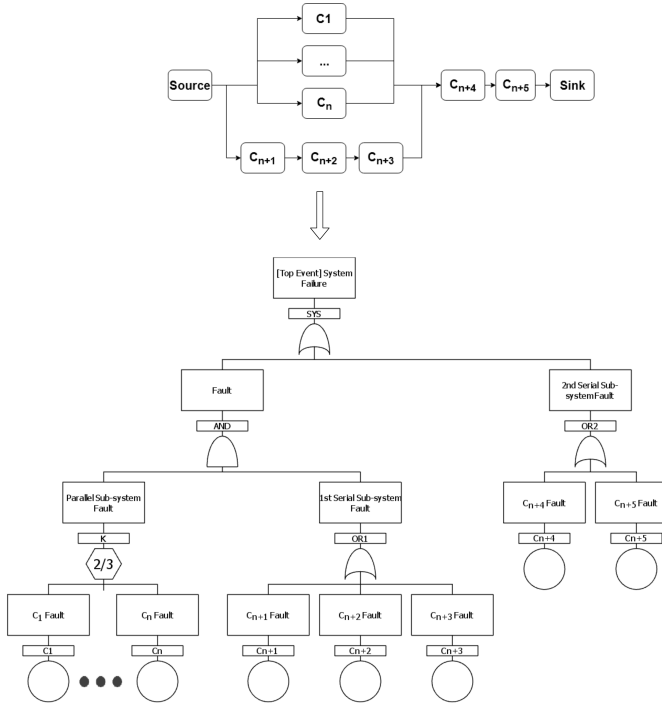 C1
...
Source
Cn
Cn+4
Cn+5
Sink
Cn+1
Cn+2
Cn+3
[Top Event] System
Failure
SYS
Fault
2nd Serial Sub-
system Fault
AND
OR2
Parallel Sub-system
Fault
1st Serial Sub-system
Fault
Cn+4 Fault
Cn+5 Fault
K
OR1
Cn+4
Cn+5
2/3
C1 Fault
Cn Fault
Cn+1 Fault
Cn+2 Fault
Cn+3 Fault
C1
Cn
Cn+1
Cn+2
Cn+3